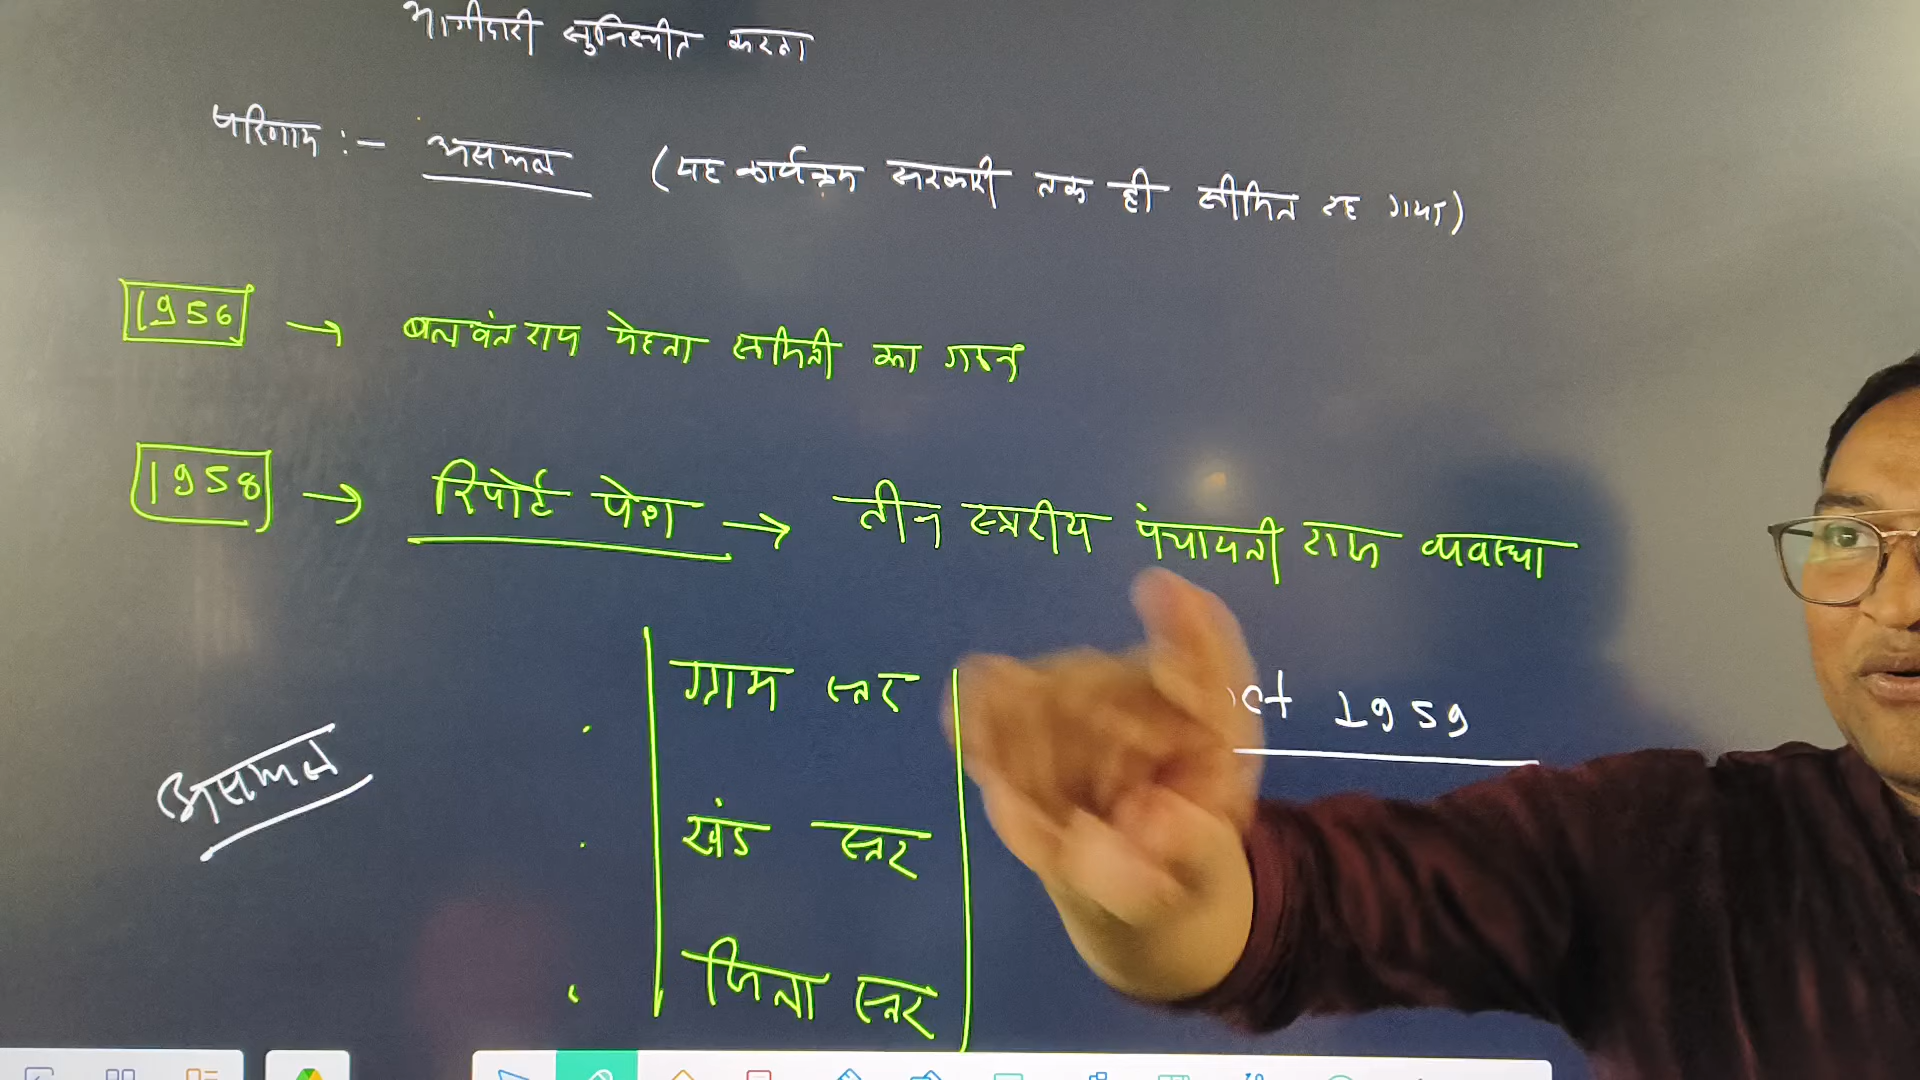 भागीदारी सुनिश्चीत करना
परिणाम :- असफल (यह कार्यक्रम सरकारी तक ही सीमित रह गया)
1956 → बलवंत राय मेहता समिती का गठन
1958 → रिपोर्ट पेश → तीन स्तरीय पंचायती राज व्यवस्था
ग्राम स्तर
ct 1959
असफल
खंड स्तर
जिला स्तर